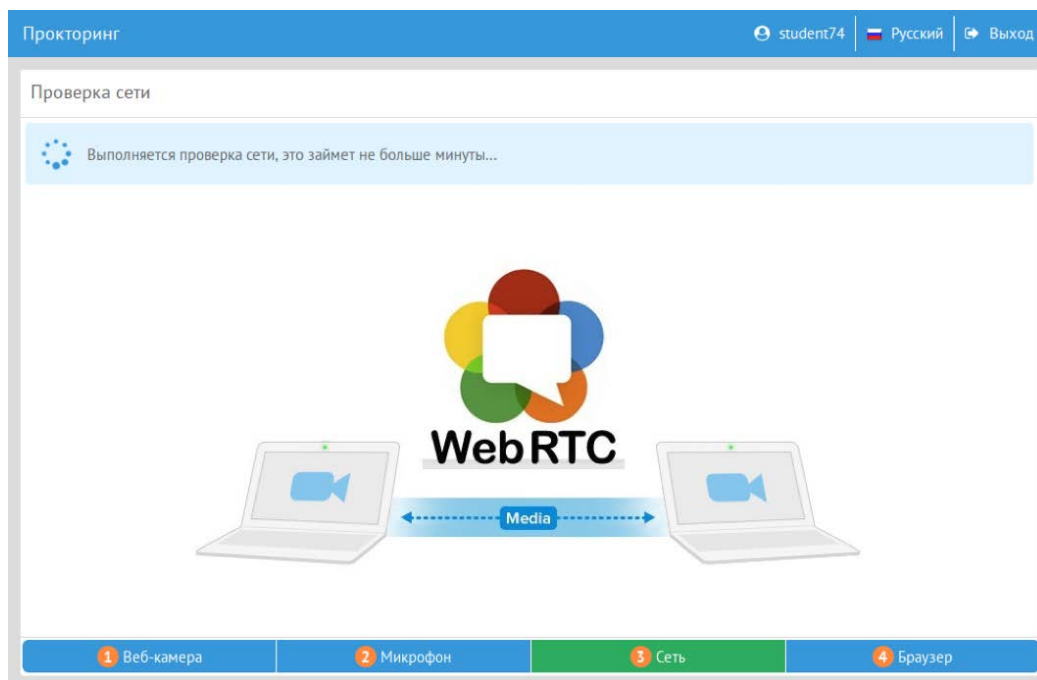 Прокторинг
student74
Русский
Выход
Проверка сети
Выполняется проверка сети, это займет не больше минуты...
WebRTC
Media
1 Веб-камера
2 Микрофон
3 Сеть
4 Браузер